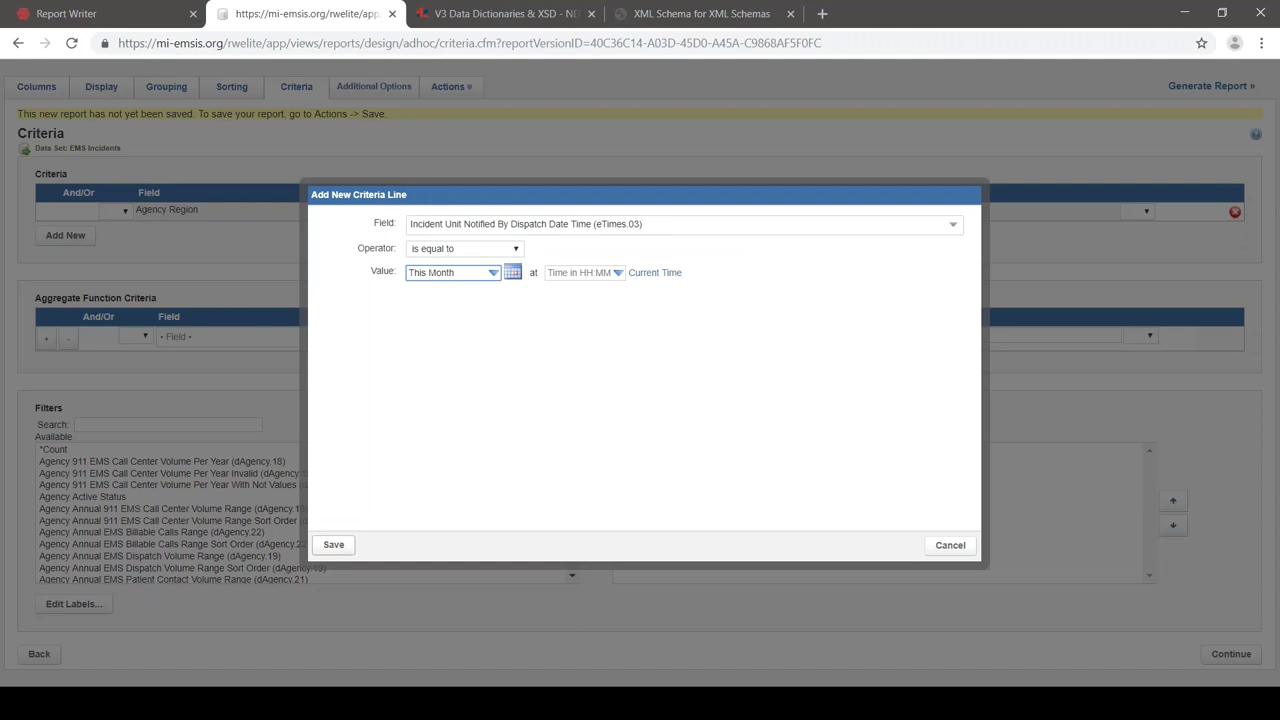 Report Writer
https://mi-emsis.org/rwelite/app
V3 Data Dictionaries & XSD - NE
XML Schema for XML Schemas
https://mi-emsis.org/rwelite/app/views/reports/design/adhoc/criteria.cfm?reportVersionID=40C36C14-A03D-45D0-A45A-C9868AF5F0FC
Columns Display Grouping Sorting Criteria Additional Options Actions Generate Report »
This new report has not yet been saved. To save your report, go to Actions -> Save.
Criteria
Data Set: EMS Incidents
Criteria
And/Or Field
Agency Region
Add New
Aggregate Function Criteria
And/Or Field
+ - • Field •
Filters
Search:
Available
*Count
Agency 911 EMS Call Center Volume Per Year (dAgency.18)
Agency 911 EMS Call Center Volume Per Year Invalid (dAgency.
Agency 911 EMS Call Center Volume Per Year With Not Values (
Agency Active Status
Agency Annual 911 EMS Call Center Volume Range (dAgency.18
Agency Annual 911 EMS Call Center Volume Range Sort Order (
Agency Annual EMS Billable Calls Range (dAgency.22)
Agency Annual EMS Billable Calls Range Sort Order (dAgency.22
Agency Annual EMS Dispatch Volume Range (dAgency.19)
Agency Annual EMS Dispatch Volume Range Sort Order (dAgency.19)
Agency Annual EMS Patient Contact Volume Range (dAgency.21)
Edit Labels...
Back
Continue
Add New Criteria Line
Field: Incident Unit Notified By Dispatch Date Time (eTimes.03)
Operator: is equal to
Value: This Month at Time in HH:MM Current Time
Save
Cancel